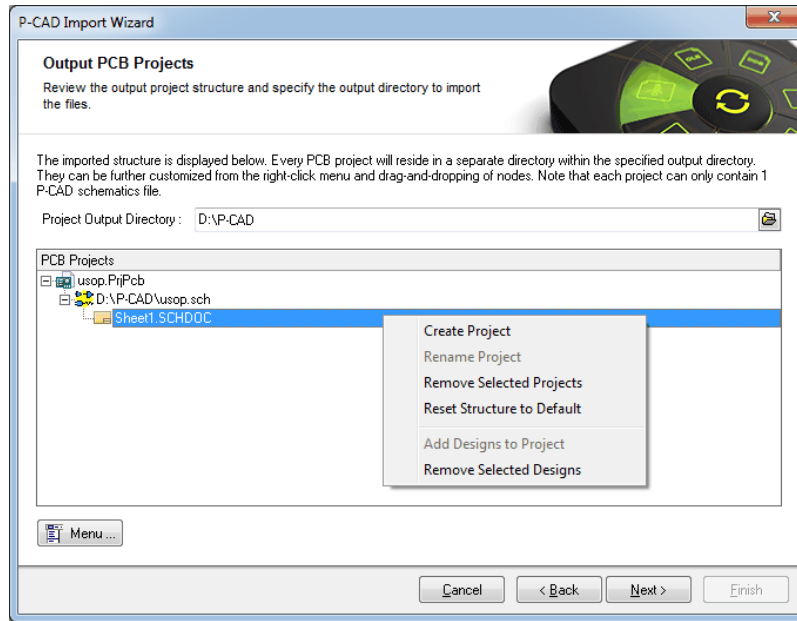 P-CAD Import Wizard
Output PCB Projects
Review the output project structure and specify the output directory to import
the files.
The imported structure is displayed below. Every PCB project will reside in a separate directory within the specified output directory.
They can be further customized from the right-click menu and drag-and-dropping of nodes. Note that each project can only contain 1
P-CAD schematics file.
Project Output Directory : D:\P-CAD
PCB Projects
usop.PrjPcb
D:\P-CAD\usop.sch
Sheet1.SCHDOC
Create Project
Rename Project
Remove Selected Projects
Reset Structure to Default
Add Designs to Project
Remove Selected Designs
Menu ...
Cancel < Back Next > Finish